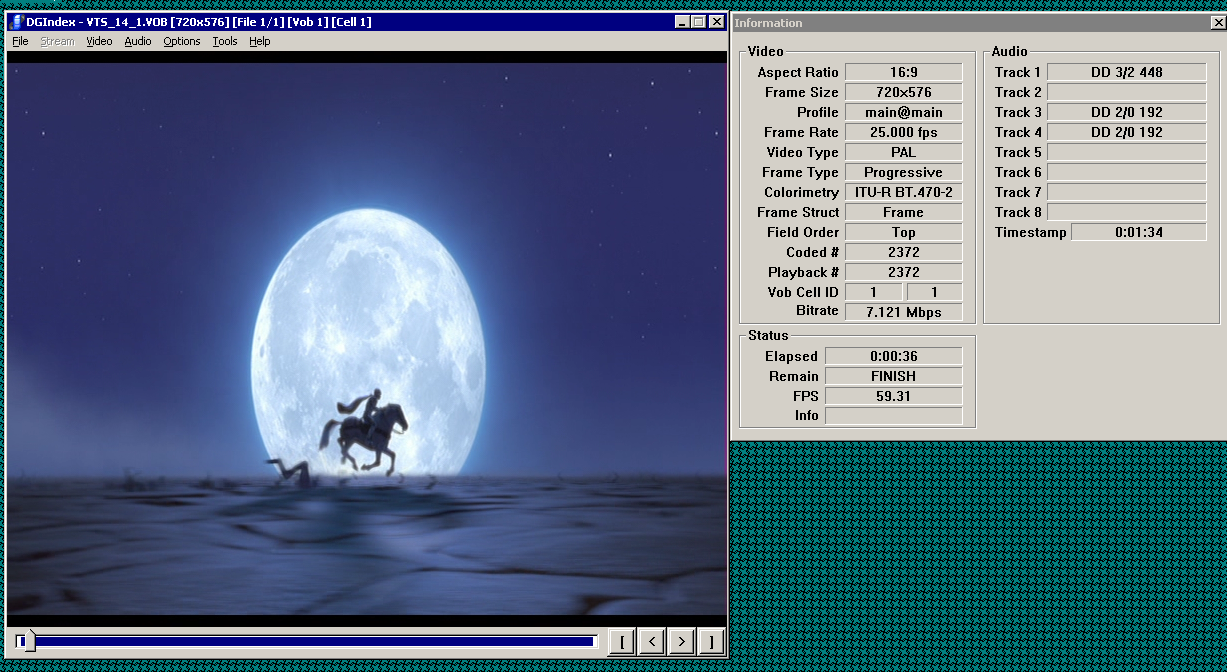 DGIndex - VTS_14_1.VOB [720x576] [File 1/1] [Vob 1] [Cell 1]
File Stream Video Audio Options Tools Help
[ < > ]
Information
Video
Aspect Ratio 16:9
Frame Size 720x576
Profile main@main
Frame Rate 25.000 fps
Video Type PAL
Frame Type Progressive
Colorimetry ITU-R BT.470-2
Frame Struct Frame
Field Order Top
Coded # 2372
Playback # 2372
Vob Cell ID 1 1
Bitrate 7.121 Mbps
Audio
Track 1 DD 3/2 448
Track 2
Track 3 DD 2/0 192
Track 4 DD 2/0 192
Track 5
Track 6
Track 7
Track 8
Timestamp 0:01:34
Status
Elapsed 0:00:36
Remain FINISH
FPS 59.31
Info